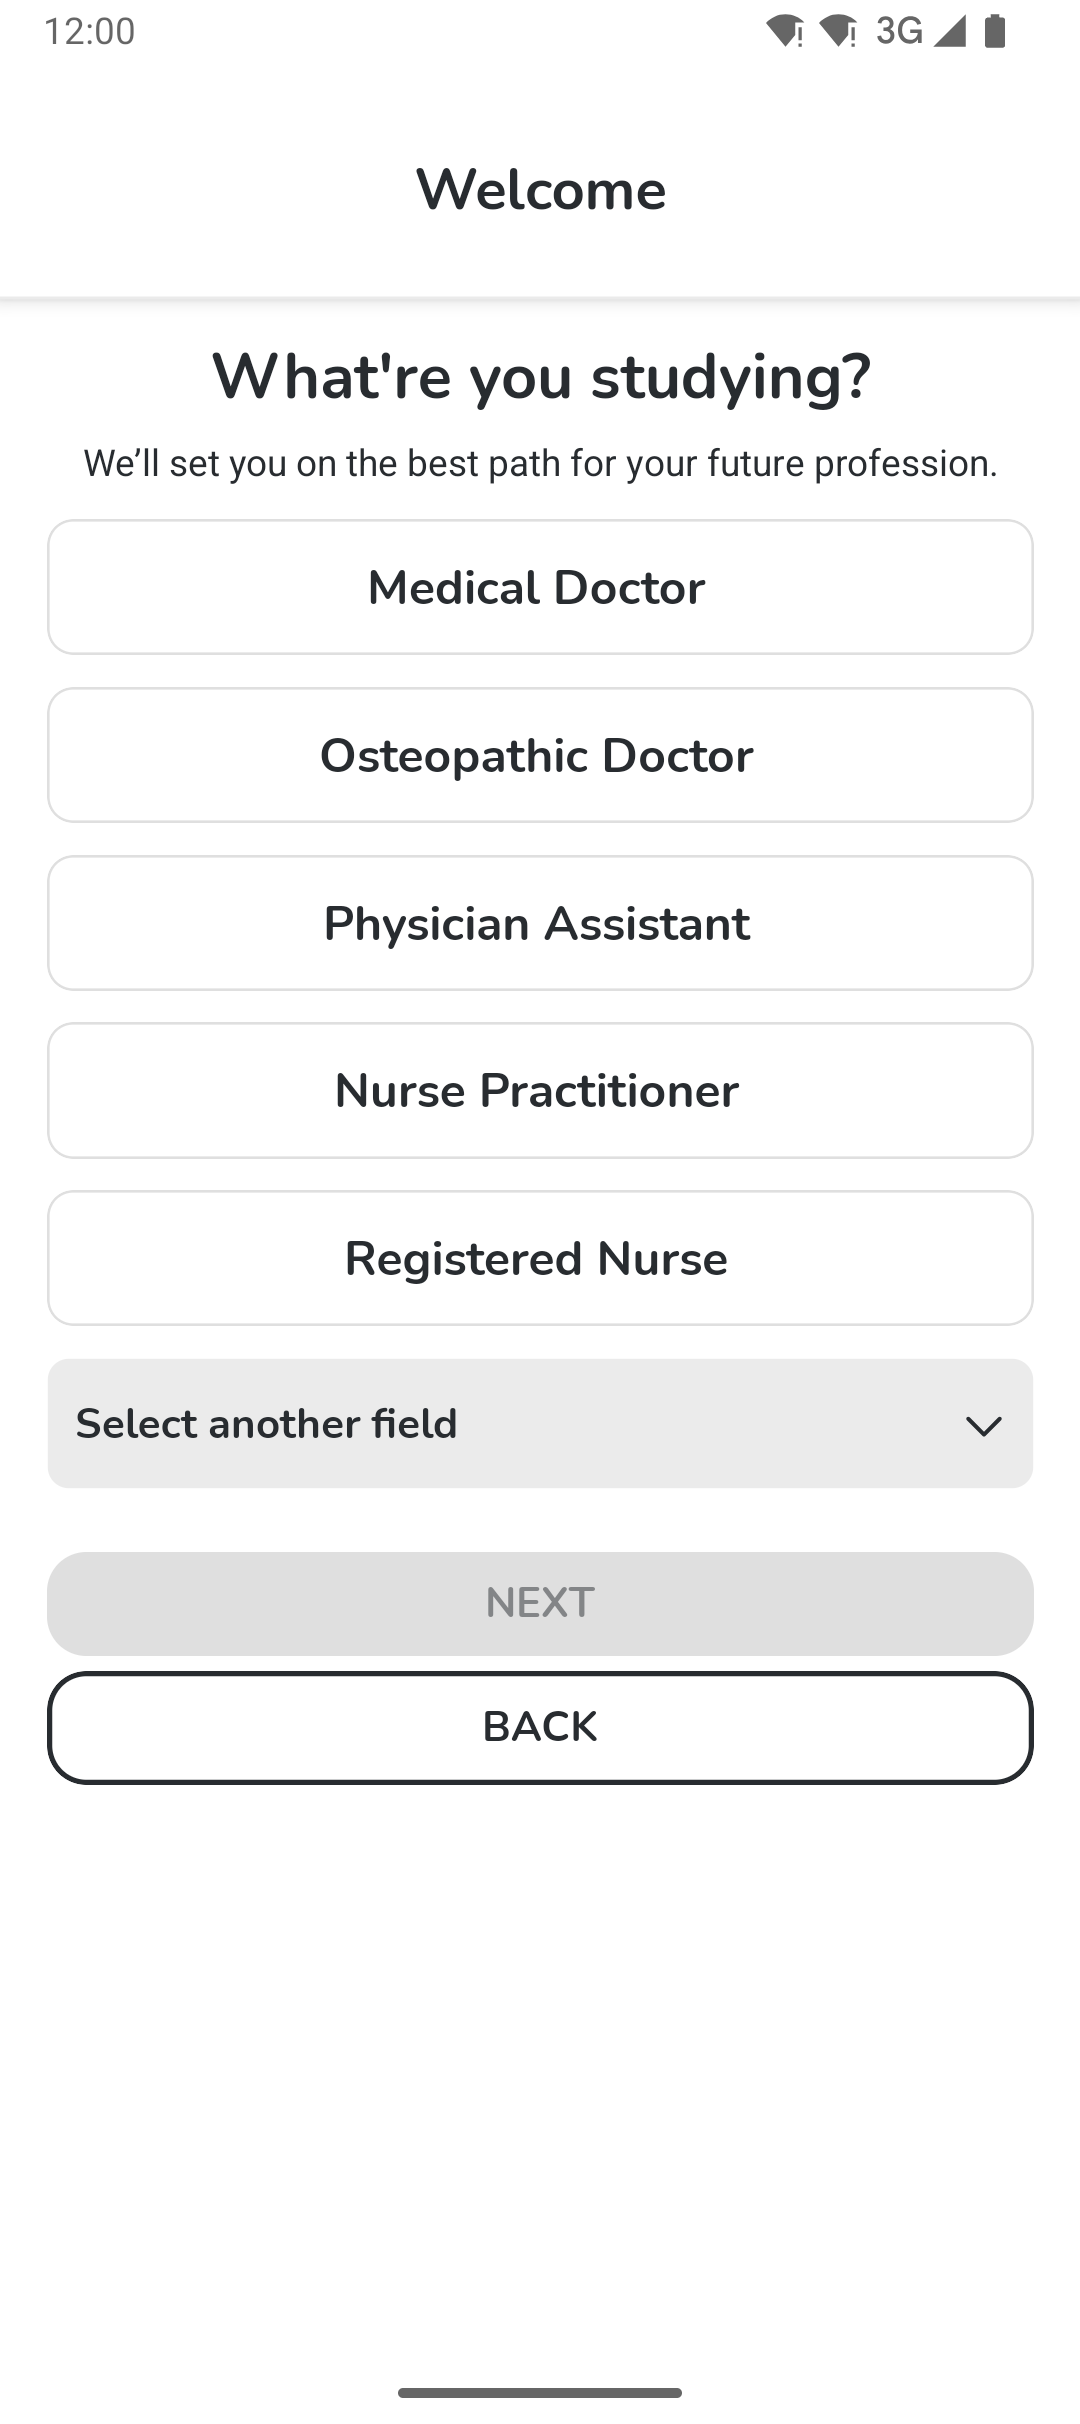 12:00
3G
Welcome
What're you studying?
We’ll set you on the best path for your future profession.
Medical Doctor
Osteopathic Doctor
Physician Assistant
Nurse Practitioner
Registered Nurse
Select another field
NEXT
BACK